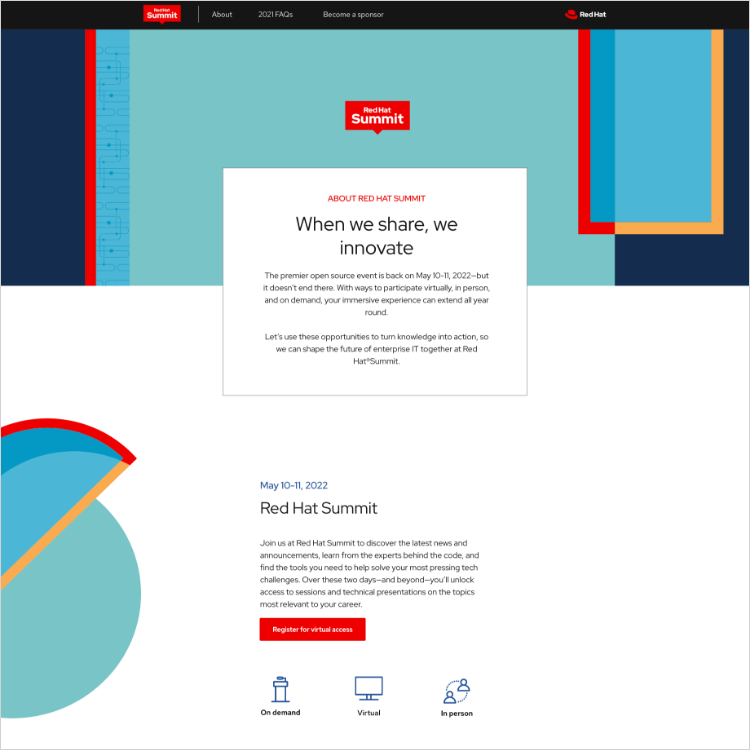 Red Hat
Summit
About
2021 FAQs
Become a sponsor
Red Hat
Red Hat
Summit
ABOUT RED HAT SUMMIT
When we share, we
innovate
The premier open source event is back on May 10-11, 2022—but
it doesn't end there. With ways to participate virtually, in person,
and on demand, your immersive experience can extend all year
round.
Let's use these opportunities to turn knowledge into action, so
we can shape the future of enterprise IT together at Red
Hat®Summit.
May 10-11, 2022
Red Hat Summit
Join us at Red Hat Summit to discover the latest news and
announcements, learn from the experts behind the code, and
find the tools you need to help solve your most pressing tech
challenges. Over these two days—and beyond—you'll unlock
access to sessions and technical presentations on the topics
most relevant to your career.
Register for virtual access
On demand
Virtual
In person